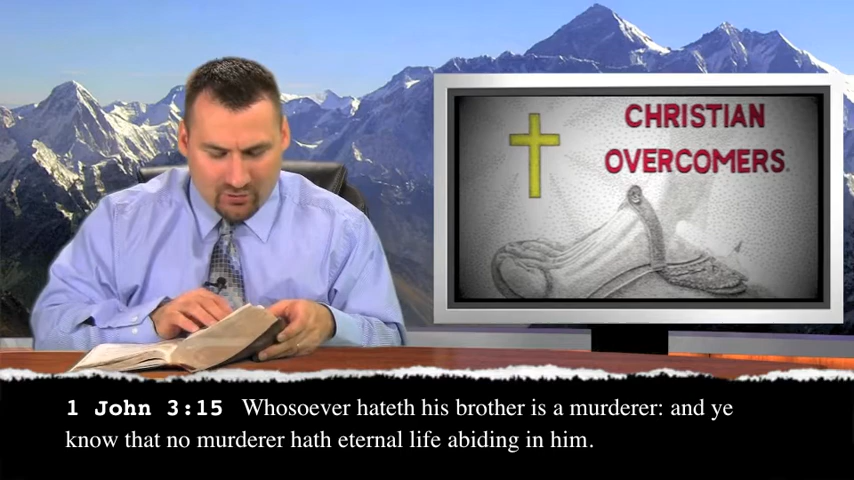 CHRISTIAN
OVERCOMERS.
1 John 3:15 Whosoever hateth his brother is a murderer: and ye
know that no murderer hath eternal life abiding in him.